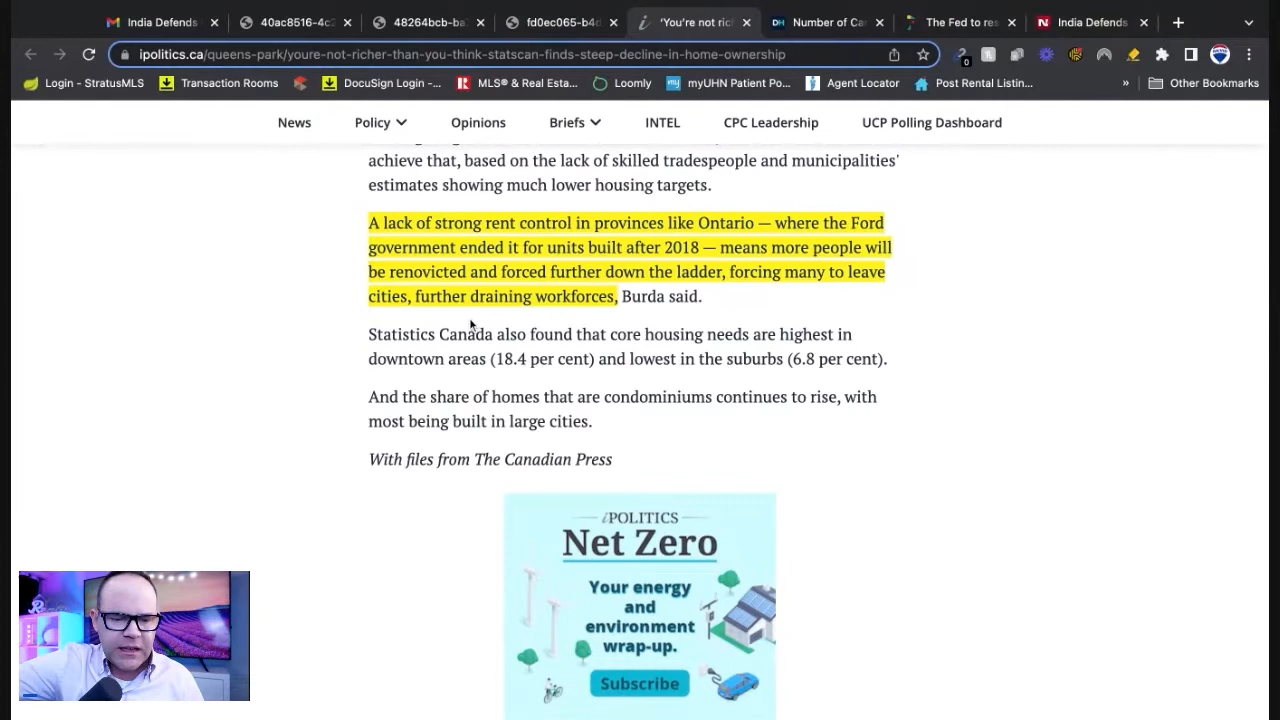 India Defends
40ac8516-4c2
48264bcb-ba
fd0ec065-b4d
'You're not ric
Number of Ca
The Fed to res
India Defends
ipolitics.ca/queens-park/youre-not-richer-than-you-think-statscan-finds-steep-decline-in-home-ownership
0
Login - StratusMLS
Transaction Rooms
DocuSign Login -...
MLS® & Real Esta...
Loomly
myUHN Patient Po...
Agent Locator
Post Rental Listin...
»
Other Bookmarks
News
Policy
Opinions
Briefs
INTEL
CPC Leadership
UCP Polling Dashboard
achieve that, based on the lack of skilled tradespeople and municipalities'
estimates showing much lower housing targets.
A lack of strong rent control in provinces like Ontario — where the Ford
government ended it for units built after 2018 — means more people will
be renovicted and forced further down the ladder, forcing many to leave
cities, further draining workforces, Burda said.
Statistics Canada also found that core housing needs are highest in
downtown areas (18.4 per cent) and lowest in the suburbs (6.8 per cent).
And the share of homes that are condominiums continues to rise, with
most being built in large cities.
With files from The Canadian Press
iPOLITICS
Net Zero
Your energy
and
environment
wrap-up.
Subscribe